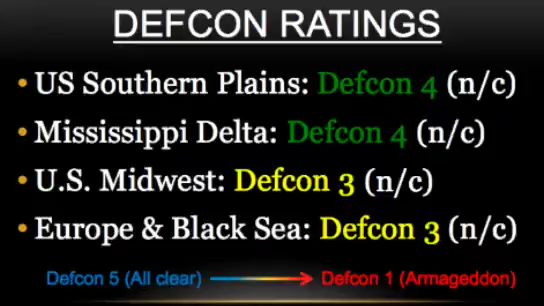 DEFCON RATINGS
• US Southern Plains: Defcon 4 (n/c)
• Mississippi Delta: Defcon 4 (n/c)
• U.S. Midwest: Defcon 3 (n/c)
• Europe & Black Sea: Defcon 3 (n/c)
Defcon 5 (All clear) → Defcon 1 (Armageddon)